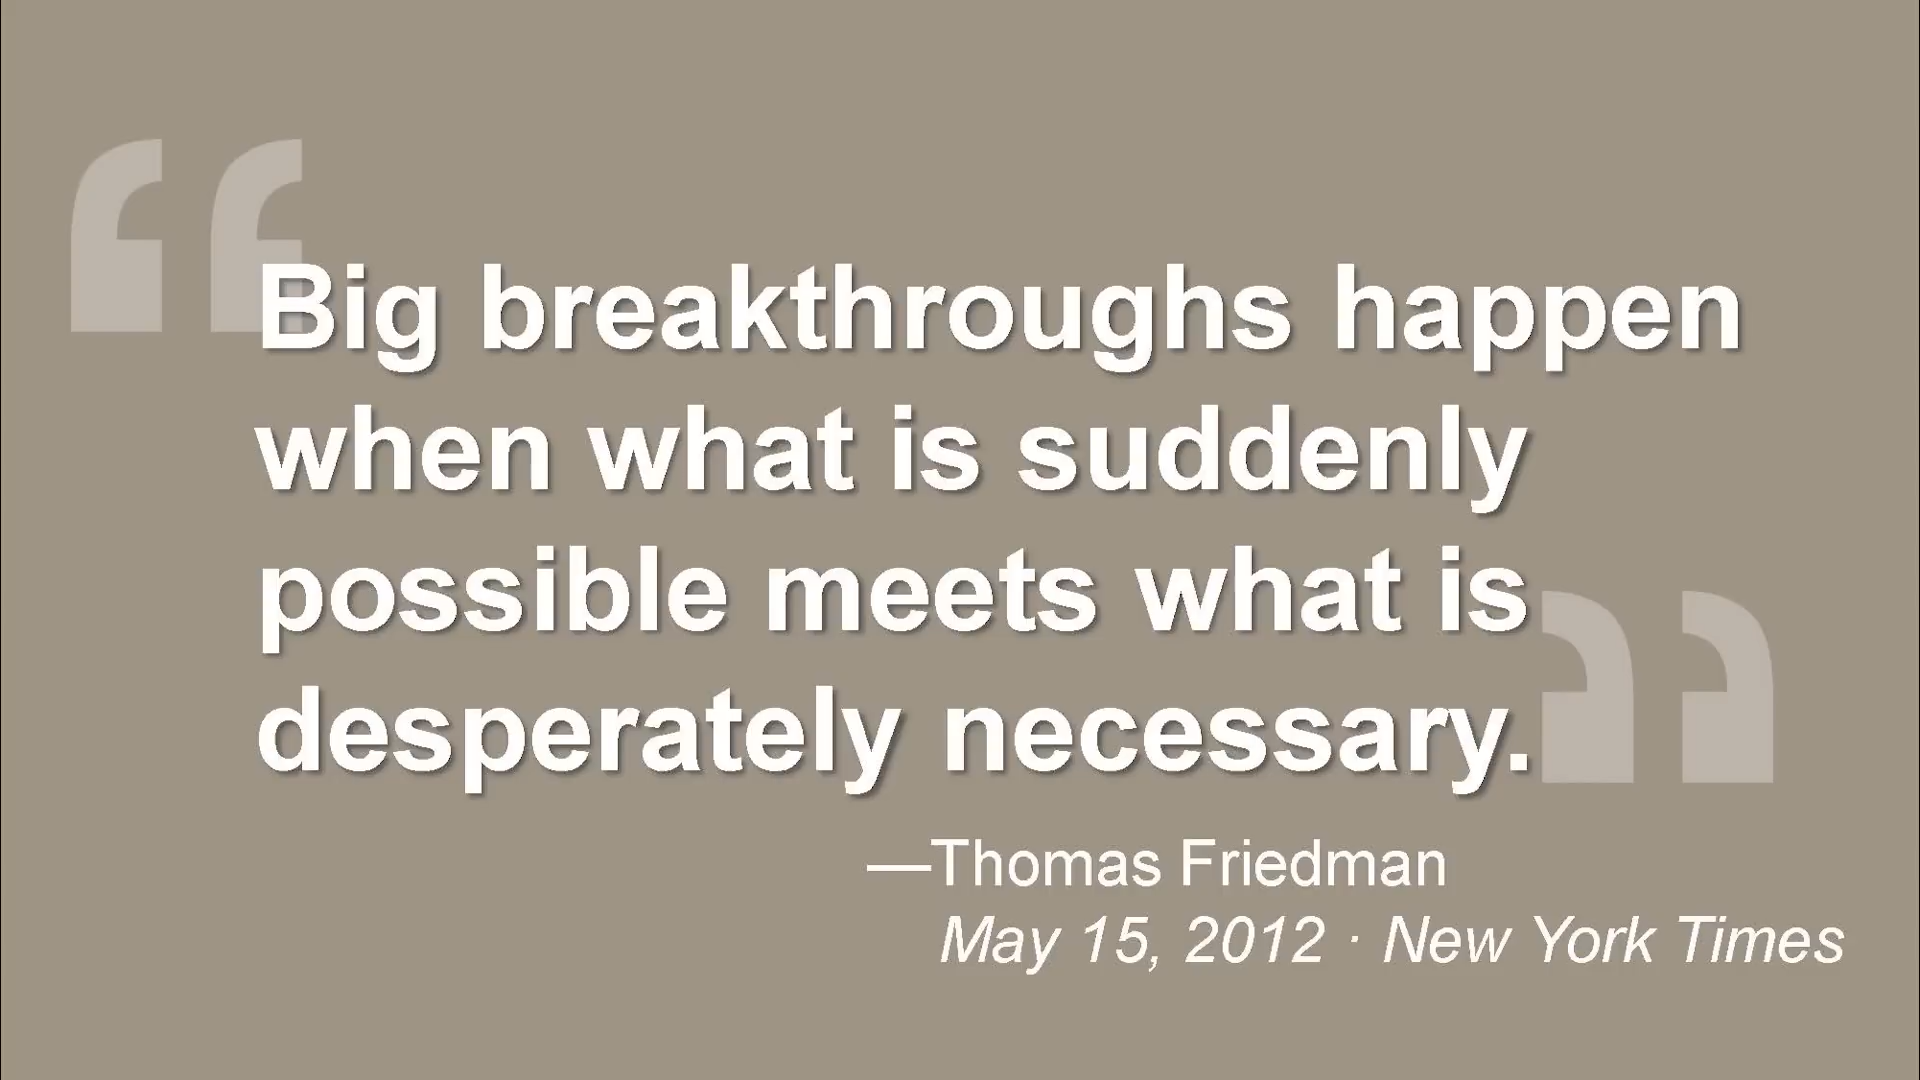 Big breakthroughs happen
when what is suddenly
possible meets what is
desperately necessary.
—Thomas Friedman
May 15, 2012 · New York Times